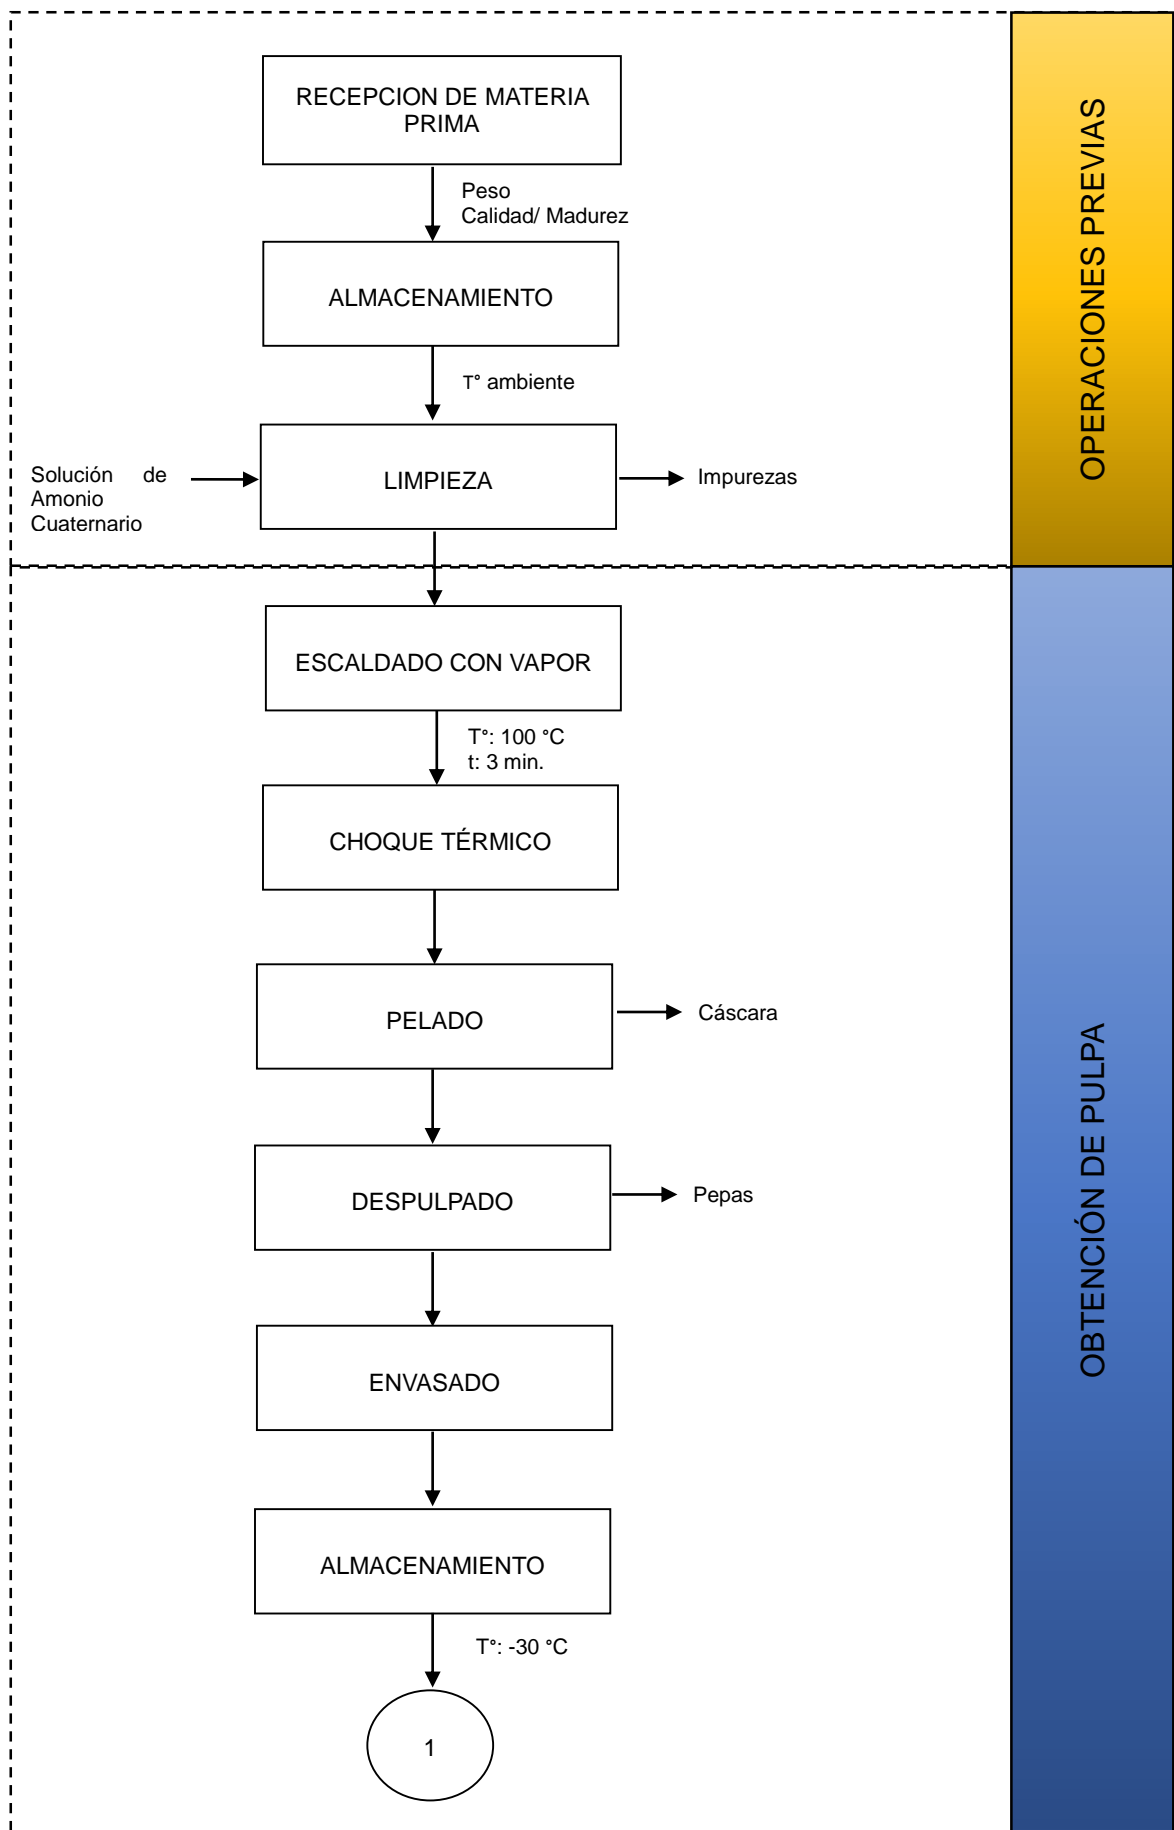 RECEPCION DE MATERIA
PRIMA
Peso
Calidad/ Madurez
ALMACENAMIENTO
T° ambiente
Solución de
Amonio
Cuaternario
LIMPIEZA
Impurezas
OPERACIONES PREVIAS
ESCALDADO CON VAPOR
T°: 100 °C
t: 3 min.
CHOQUE TÉRMICO
PELADO
Cáscara
DESPULPADO
Pepas
ENVASADO
ALMACENAMIENTO
T°: -30 °C
1
OBTENCIÓN DE PULPA